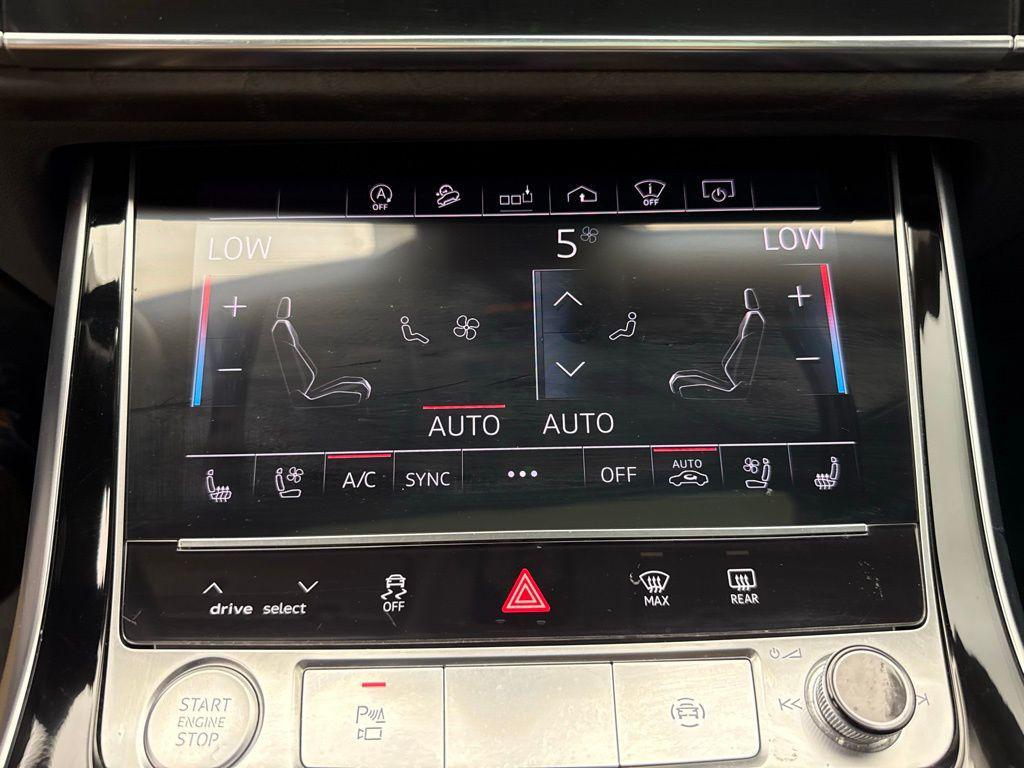 A
OFF
OFF
LOW 5 LOW
AUTO AUTO
A/C SYNC OFF AUTO
drive select
OFF
MAX
REAR
START
ENGINE
STOP
P